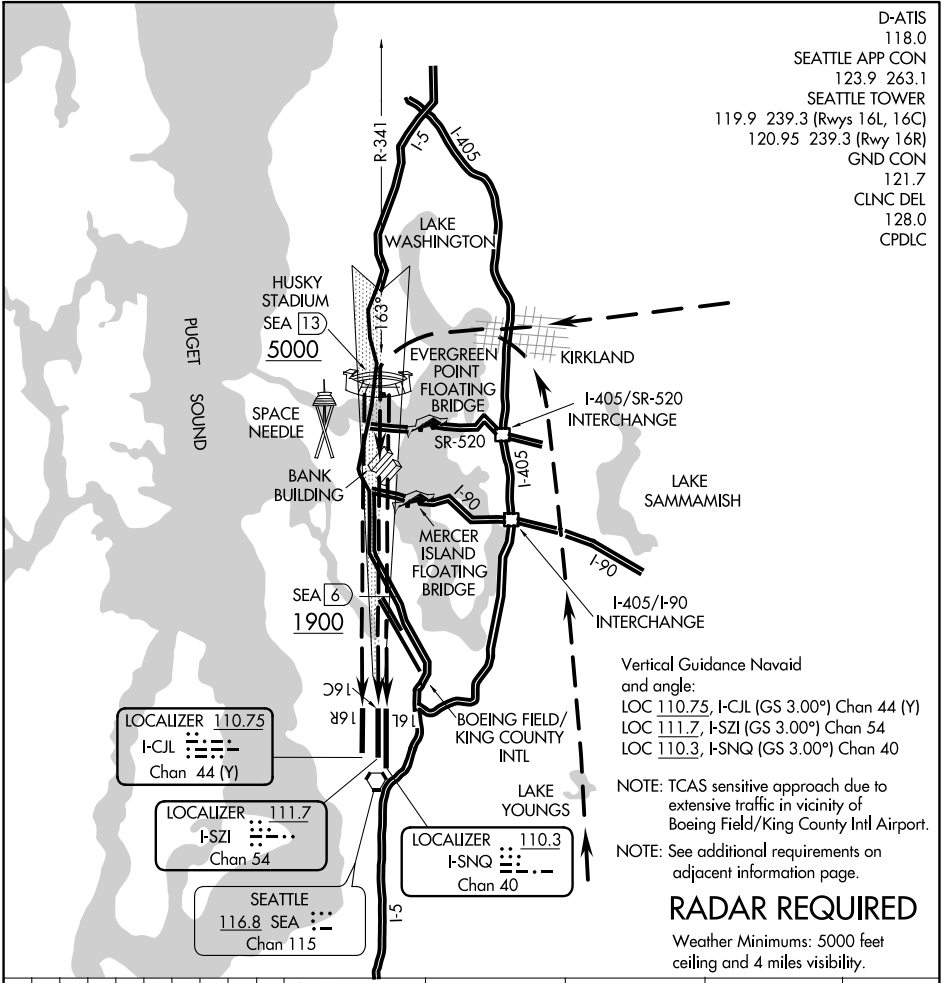 D-ATIS
118.0
SEATTLE APP CON
123.9 263.1
SEATTLE TOWER
119.9 239.3 (Rwys 16L, 16C)
120.95 239.3 (Rwy 16R)
GND CON
121.7
CLNC DEL
128.0
CPDLC
R-341
I-5
I-405
LAKE
WASHINGTON
HUSKY
STADIUM
SEA 13
5000
163°
PUGET SOUND
EVERGREEN
POINT
FLOATING
BRIDGE
KIRKLAND
SPACE
NEEDLE
I-405/SR-520
INTERCHANGE
SR-520
I-405
BANK
BUILDING
I-90
LAKE
SAMMAMISH
MERCER
ISLAND
FLOATING
BRIDGE
I-90
SEA 6
1900
I-405/I-90
INTERCHANGE
16C
16R
16L
BOEING FIELD/
KING COUNTY
INTL
Vertical Guidance Navaid
and angle:
LOC 110.75, I-CJL (GS 3.00°) Chan 44 (Y)
LOC 111.7, I-SZI (GS 3.00°) Chan 54
LOC 110.3, I-SNQ (GS 3.00°) Chan 40
LOCALIZER 110.75
I-CJL
Chan 44 (Y)
LOCALIZER 111.7
I-SZI
Chan 54
LAKE
YOUNGS
LOCALIZER 110.3
I-SNQ
Chan 40
NOTE: TCAS sensitive approach due to
extensive traffic in vicinity of
Boeing Field/King County Intl Airport.
NOTE: See additional requirements on
adjacent information page.
SEATTLE
116.8 SEA
Chan 115
I-5
RADAR REQUIRED
Weather Minimums: 5000 feet
ceiling and 4 miles visibility.